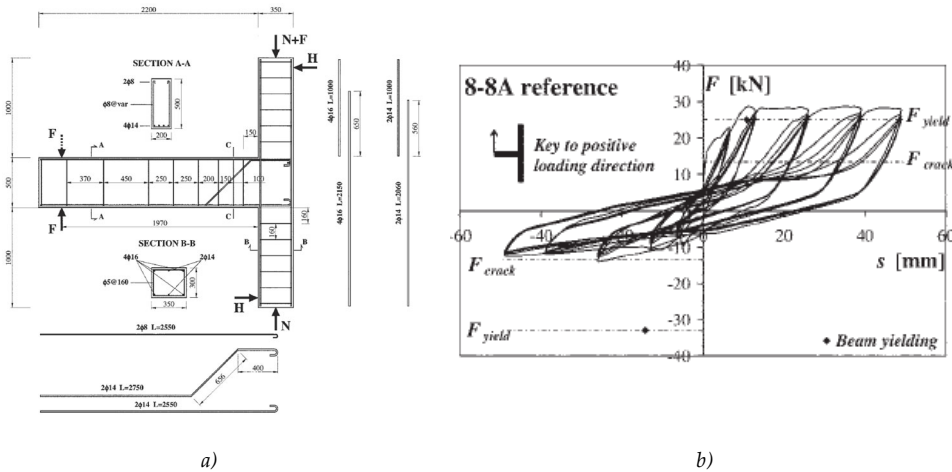 2200
350
N+F
H
SECTION A-A
2ϕ8
ϕ8@var
4ϕ14
500
200
1000
500
1000
F
A
C
150
370
450
250
250
200
150
100
1970
F
A
C
160
160
B
B
SECTION B-B
4ϕ16
2ϕ14
ϕ5@160
300
350
H
N
4ϕ16 L=1000
650
2ϕ14 L=1000
560
4ϕ16 L=2150
2ϕ14 L=2060
2ϕ8 L=2550
400
656
2ϕ14 L=2750
2ϕ14 L=2550
a)
8-8A reference
F [kN]
Key to positive
loading direction
40
30
20
10
-10
-20
-30
-40
-60
-40
-20
0
20
40
60
s [mm]
F yield
F crack
F crack
F yield
Beam yielding
b)